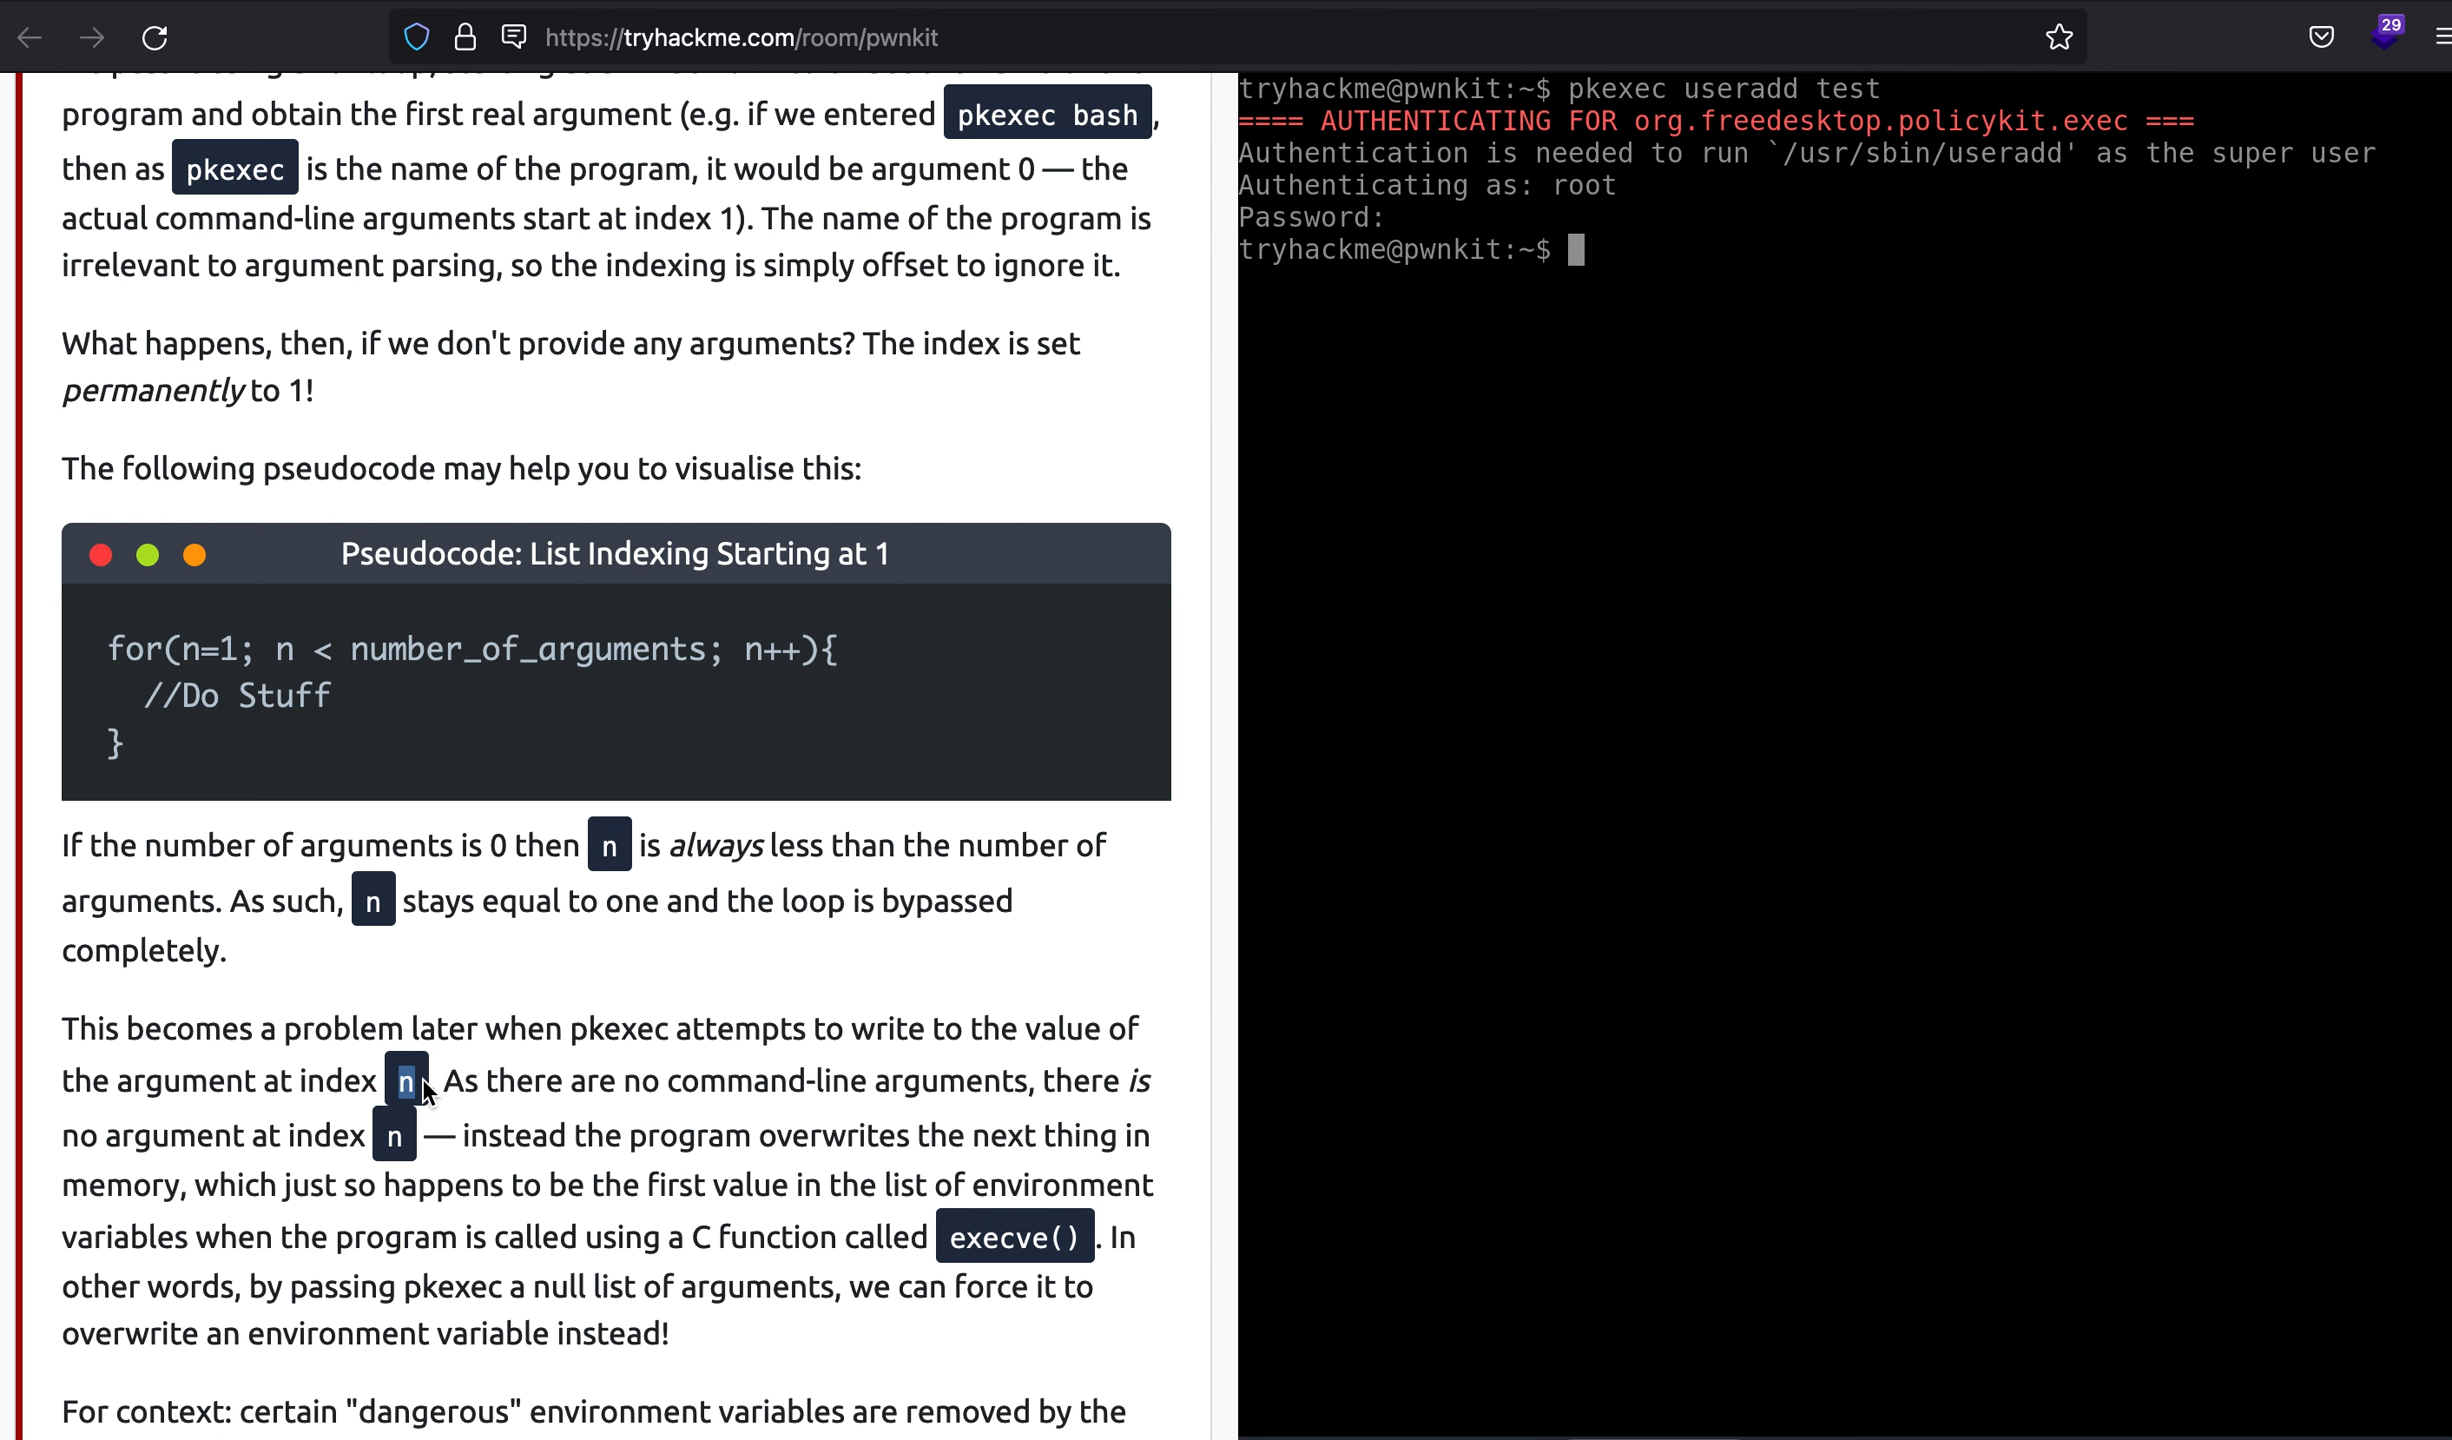 https://tryhackme.com/room/pwnkit
29
program and obtain the first real argument (e.g. if we entered pkexec bash,
then as pkexec is the name of the program, it would be argument 0 — the
actual command-line arguments start at index 1). The name of the program is
irrelevant to argument parsing, so the indexing is simply offset to ignore it.
What happens, then, if we don't provide any arguments? The index is set
permanently to 1!
The following pseudocode may help you to visualise this:
Pseudocode: List Indexing Starting at 1
for(n=1; n < number_of_arguments; n++){
//Do Stuff
}
If the number of arguments is 0 then n is always less than the number of
arguments. As such, n stays equal to one and the loop is bypassed
completely.
This becomes a problem later when pkexec attempts to write to the value of
the argument at index n. As there are no command-line arguments, there is
no argument at index n — instead the program overwrites the next thing in
memory, which just so happens to be the first value in the list of environment
variables when the program is called using a C function called execve(). In
other words, by passing pkexec a null list of arguments, we can force it to
overwrite an environment variable instead!
For context: certain "dangerous" environment variables are removed by the
tryhackme@pwnkit:~$ pkexec useradd test
==== AUTHENTICATING FOR org.freedesktop.policykit.exec ===
Authentication is needed to run `/usr/sbin/useradd' as the super user
Authenticating as: root
Password:
tryhackme@pwnkit:~$